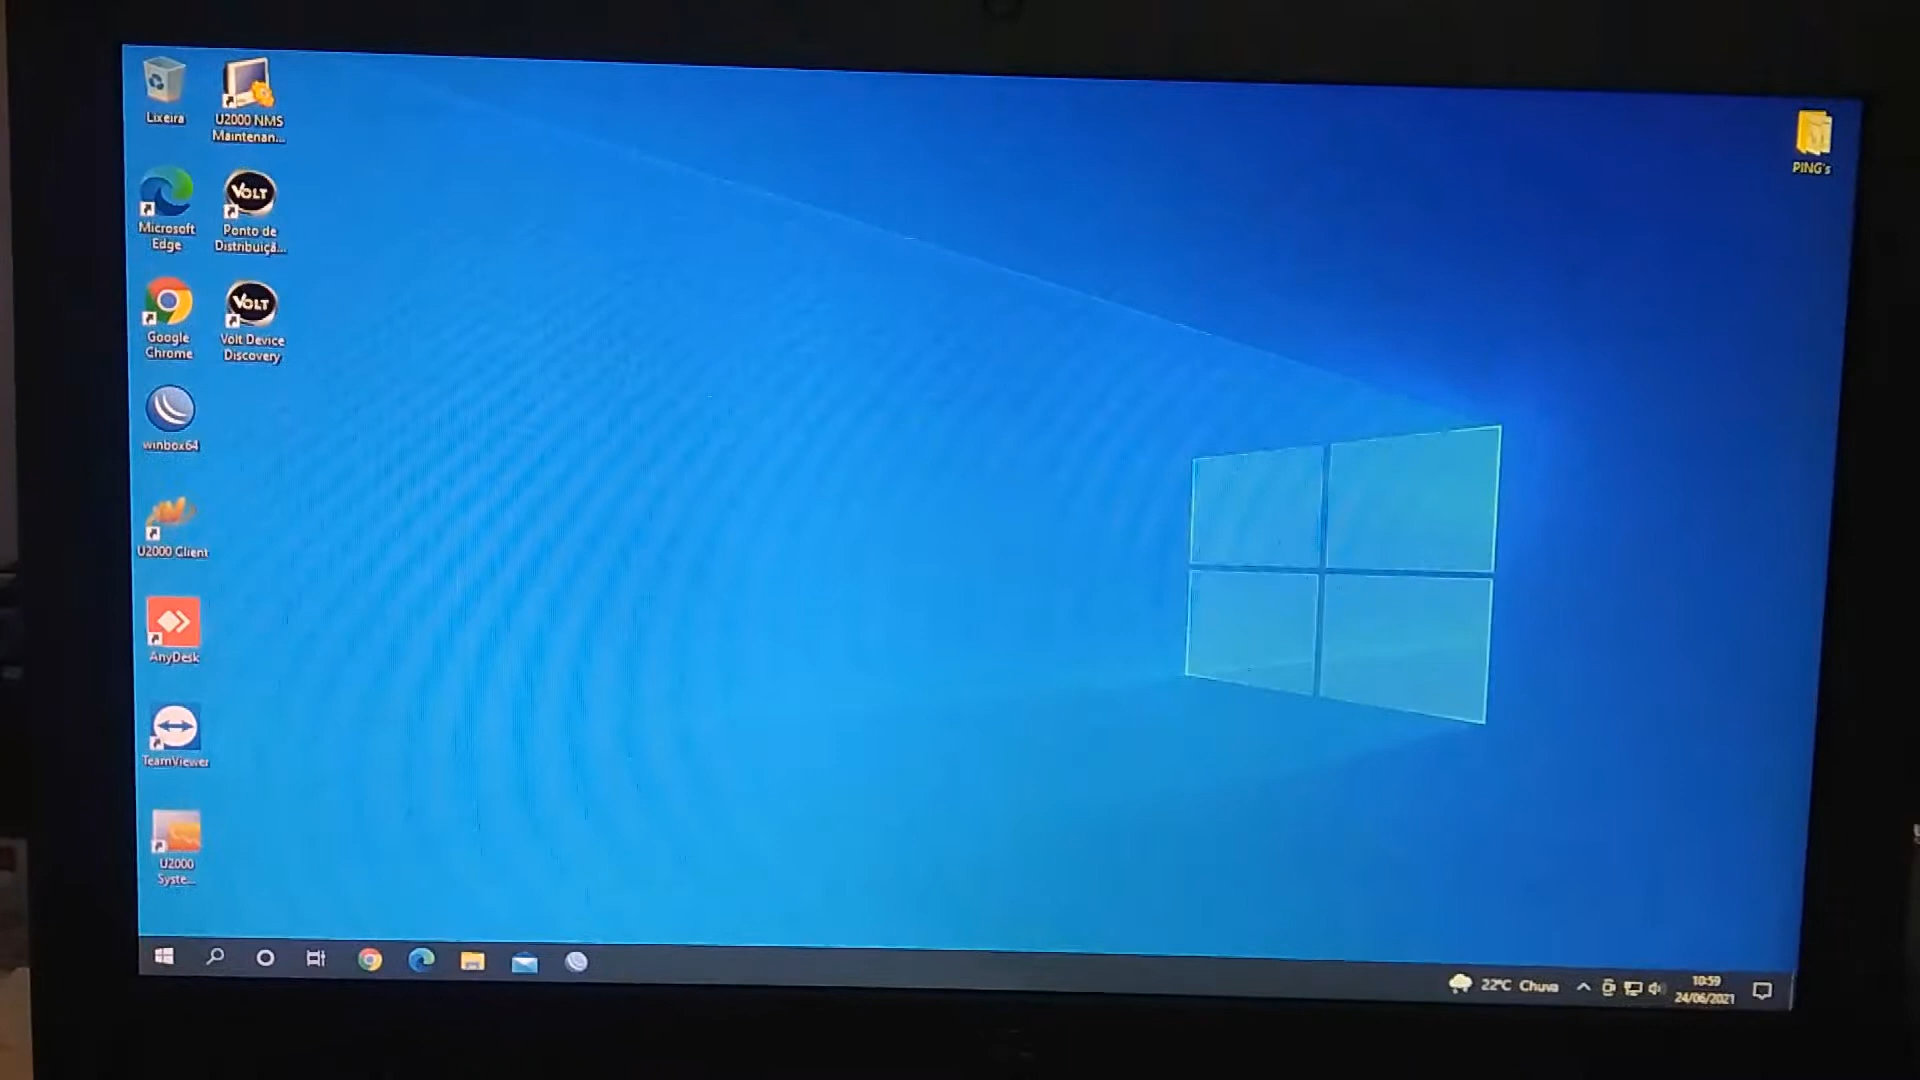 Lixeira
U2000 NMS
Maintenan...
Microsoft
Edge
VOLT
Ponto de
Distribuiçã...
Google
Chrome
VOLT
Volt Device
Discovery
winbox64
U2000 Client
AnyDesk
TeamViewer
U2000
Syste...
PING's
22°C Chuva
10:59
24/06/2021